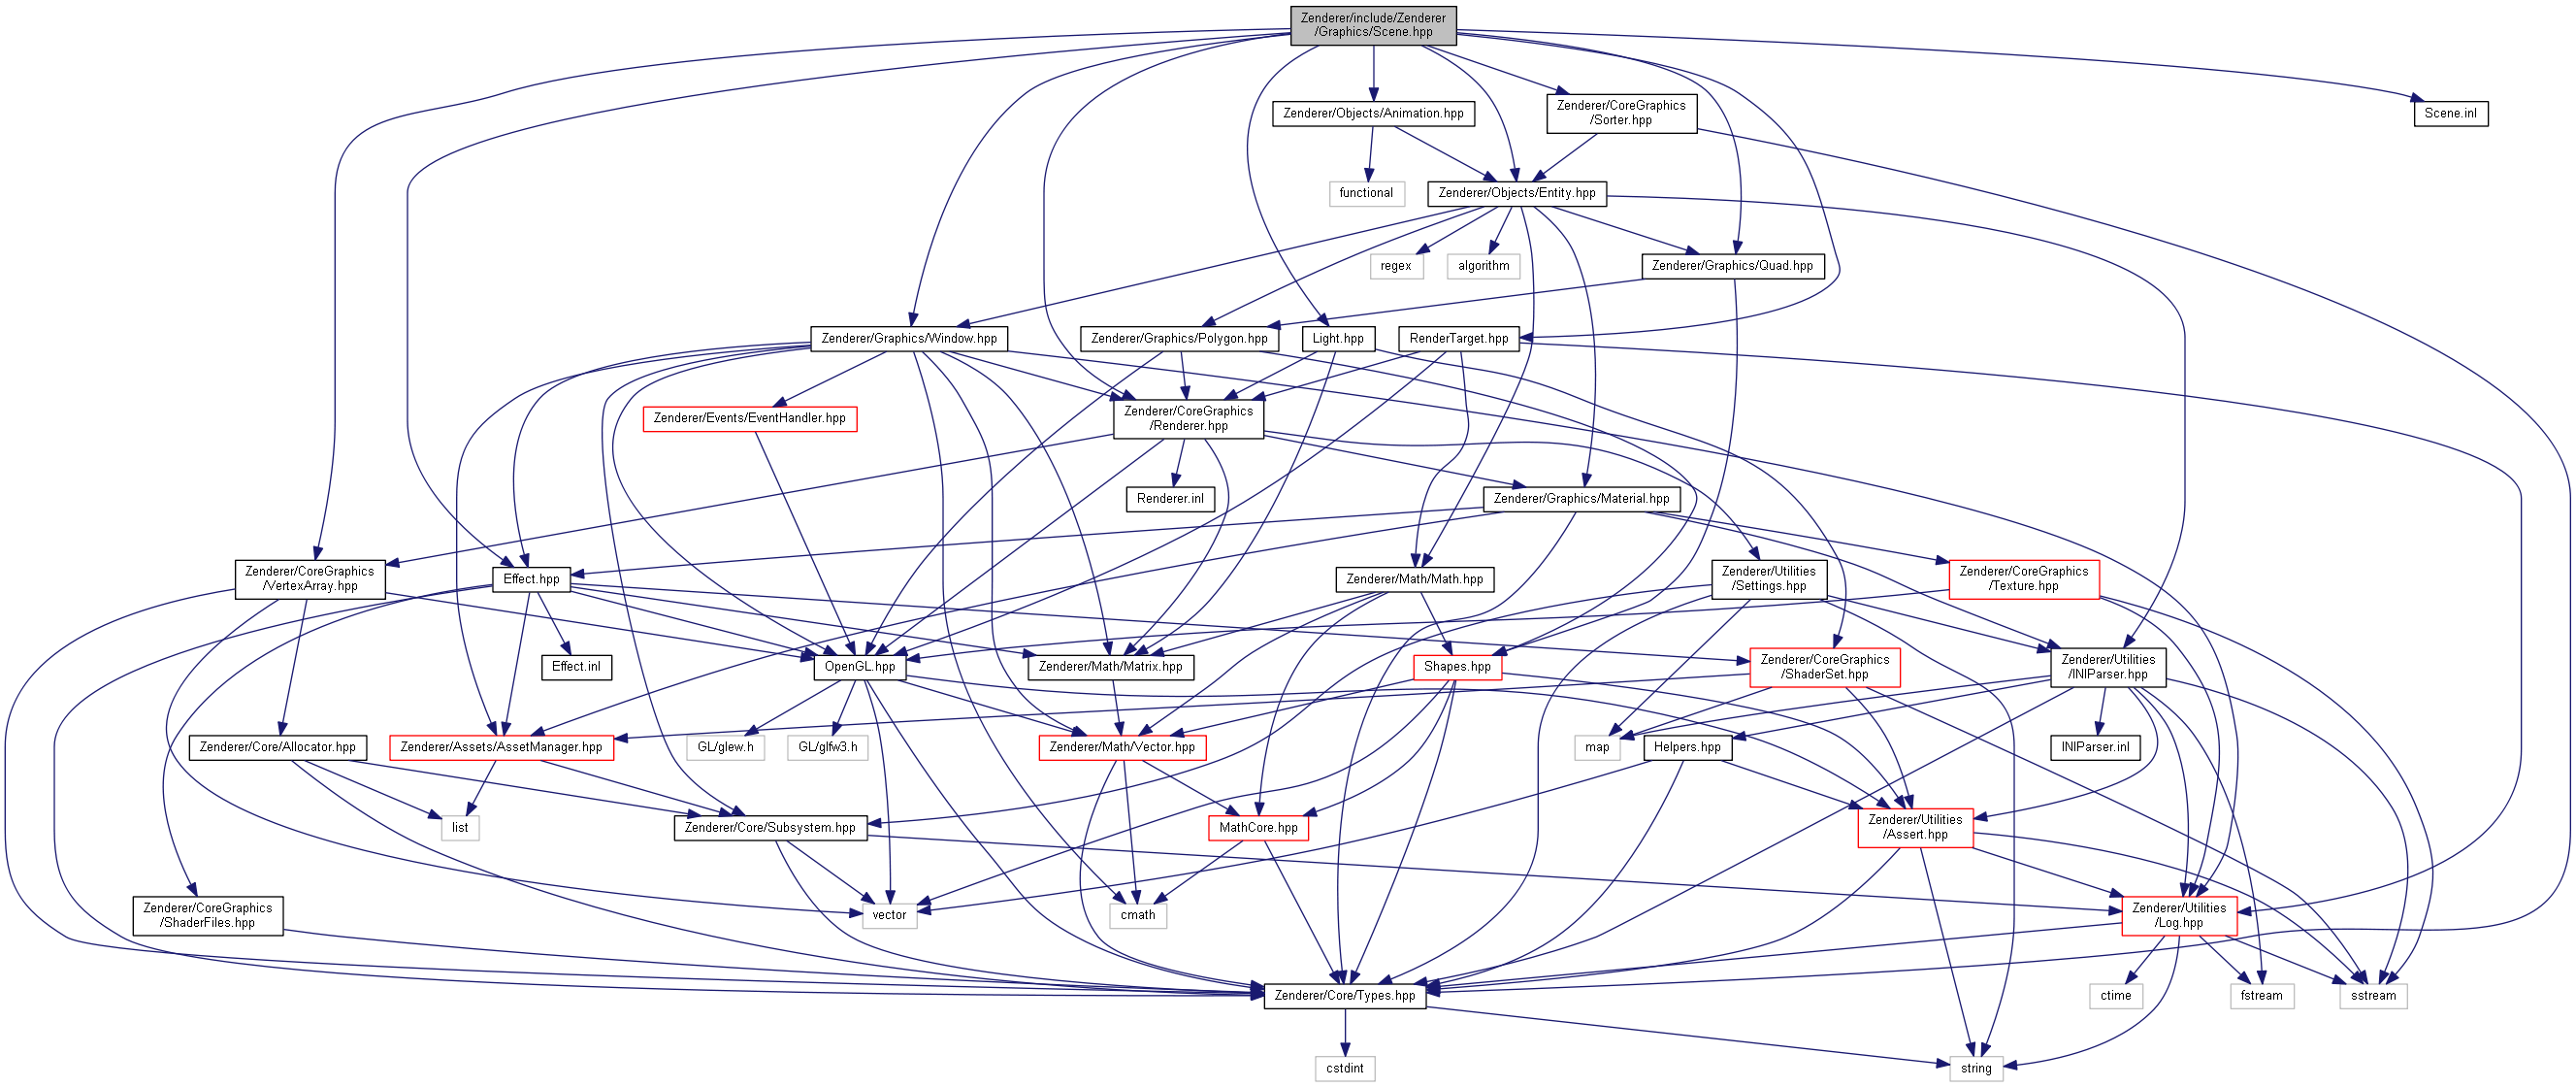 Zenderer/include/Zenderer
/Graphics/Scene.hpp
Zenderer/Objects/Animation.hpp
Zenderer/CoreGraphics
/Sorter.hpp
Scene.inl
functional
Zenderer/Objects/Entity.hpp
regex
algorithm
Zenderer/Graphics/Quad.hpp
Zenderer/Graphics/Window.hpp
Zenderer/Graphics/Polygon.hpp
Light.hpp
RenderTarget.hpp
Zenderer/Events/EventHandler.hpp
Zenderer/CoreGraphics
/Renderer.hpp
Renderer.inl
Zenderer/Graphics/Material.hpp
Zenderer/CoreGraphics
/VertexArray.hpp
Effect.hpp
Zenderer/Math/Math.hpp
Zenderer/Utilities
/Settings.hpp
Zenderer/CoreGraphics
/Texture.hpp
Effect.inl
OpenGL.hpp
Zenderer/Math/Matrix.hpp
Shapes.hpp
Zenderer/CoreGraphics
/ShaderSet.hpp
Zenderer/Utilities
/INIParser.hpp
Zenderer/Core/Allocator.hpp
Zenderer/Assets/AssetManager.hpp
GL/glew.h
GL/glfw3.h
Zenderer/Math/Vector.hpp
map
Helpers.hpp
INIParser.inl
list
Zenderer/Core/Subsystem.hpp
MathCore.hpp
Zenderer/Utilities
/Assert.hpp
Zenderer/CoreGraphics
/ShaderFiles.hpp
vector
cmath
Zenderer/Utilities
/Log.hpp
Zenderer/Core/Types.hpp
ctime
fstream
sstream
cstdint
string